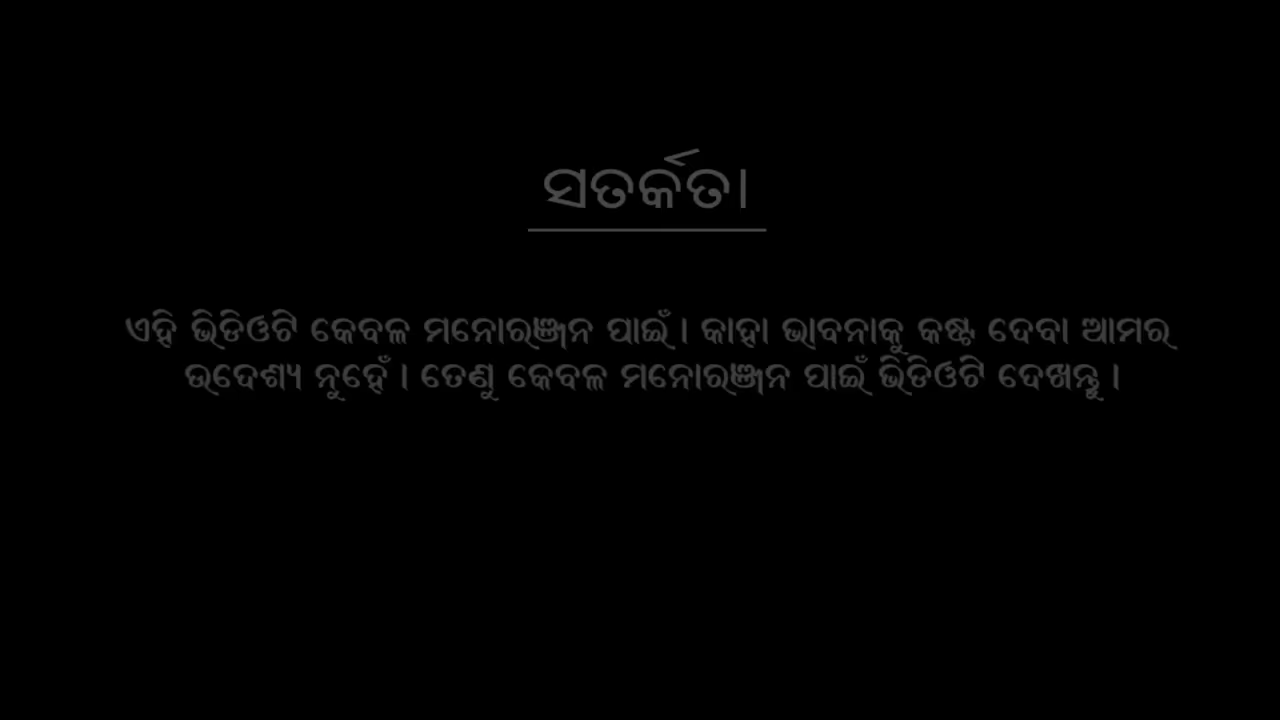 ସତର୍କତା
ଏହି ଭିଡିଓଟି କେବଳ ମନୋରଞ୍ଜନ ପାଇଁ । କାହା ଭାବନାକୁ କଷ୍ଟ ଦେବା ଆମର
ଉଦେଶ୍ୟ ନୁହେଁ । ତେଣୁ କେବଳ ମନୋରଞ୍ଜନ ପାଇଁ ଭିଡିଓଟି ଦେଖନ୍ତୁ ।